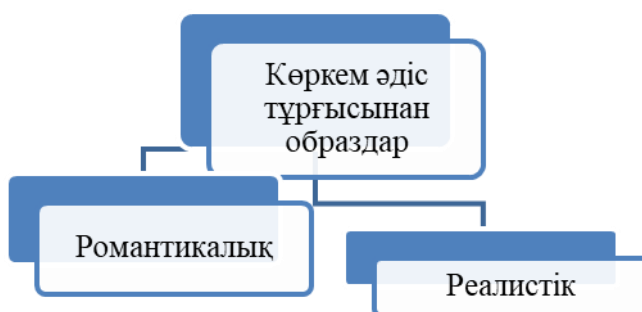 Көркем әдіс
тұрғысынан
образдар
Романтикалық
Реалистік